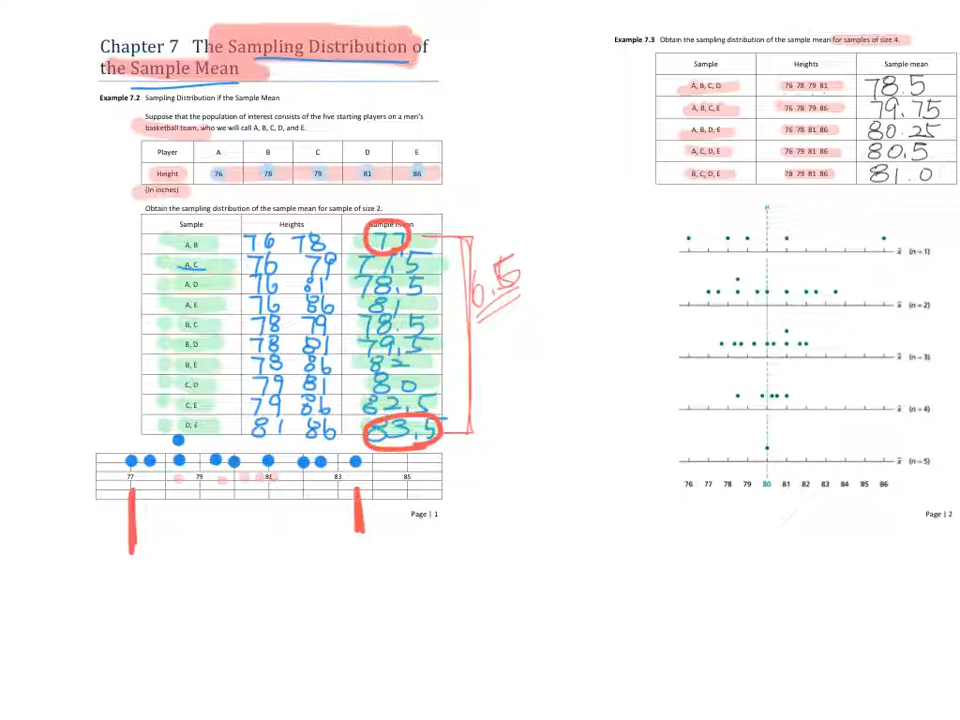 Chapter 7 The Sampling Distribution of
the Sample Mean
Example 7.2 Sampling Distribution if the Sample Mean
Suppose that the population of interest consists of the five starting players on a men's
basketball team, who we will call A, B, C, D, and E.
Player A B C D E
Height 76 78 79 81 86
(In inches)
Obtain the sampling distribution of the sample mean for sample of size 2.
Sample Heights Sample mean
A, B 76 78 77
A, C 76 79 77.5
A, D 76 81 78.5
A, E 76 86 81
B, C 78 79 78.5
B, D 78 81 79.5
B, E 78 86 82
C, D 79 81 80
C, E 79 86 82.5
D, E 81 86 83.5
6.5
77 79 81 83 85
Page | 1
Example 7.3 Obtain the sampling distribution of the sample mean for samples of size 4.
Sample Heights Sample mean
A, B, C, D 76 78 79 81 78.5
A, B, C, E 76 78 79 86 79.75
A, B, D, E 76 78 81 86 80.25
A, C, D, E 76 79 81 86 80.5
B, C, D, E 78 79 81 86 81.0
x̄ (n=1)
x̄ (n=2)
x̄ (n=3)
x̄ (n=4)
x̄ (n=5)
76 77 78 79 80 81 82 83 84 85 86
Page | 2